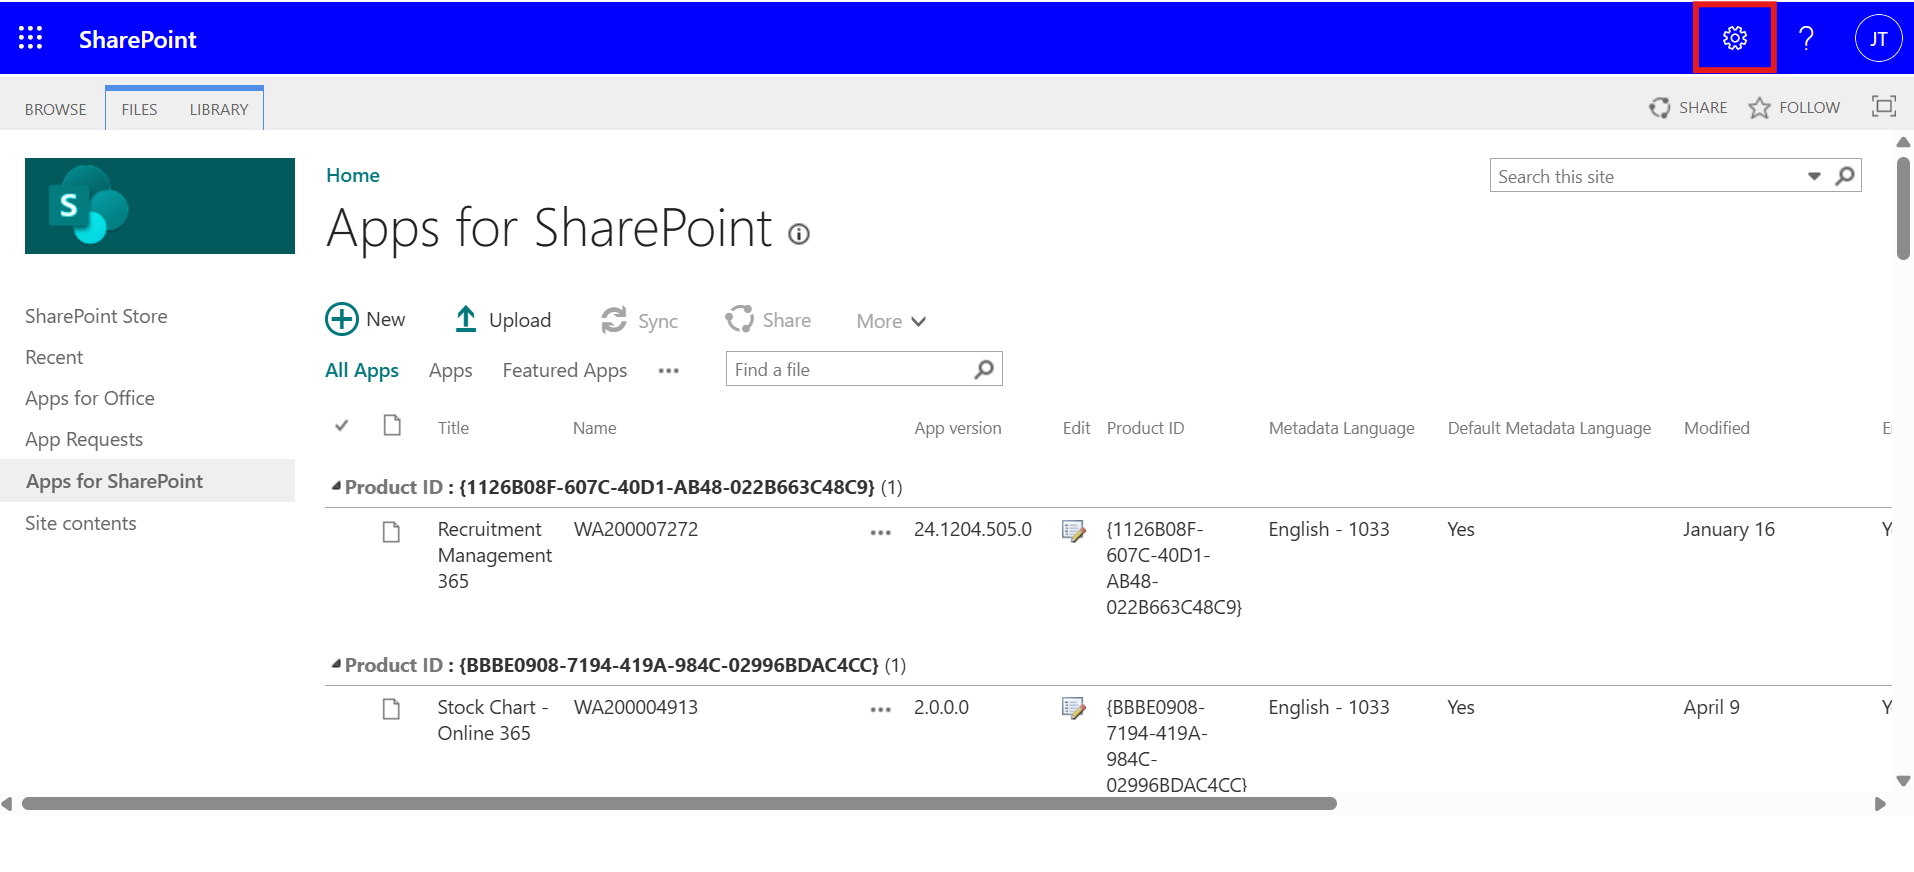 SharePoint
?
JT
BROWSE FILES LIBRARY
SHARE FOLLOW
S
Home
Search this site
Apps for SharePoint
SharePoint Store
Recent
Apps for Office
App Requests
Apps for SharePoint
Site contents
New Upload Sync Share More
All Apps Apps Featured Apps ... Find a file
Title Name App version Edit Product ID Metadata Language Default Metadata Language Modified
Product ID : {1126B08F-607C-40D1-AB48-022B663C48C9} (1)
Recruitment WA200007272 ... 24.1204.505.0 {1126B08F- English - 1033 Yes January 16
Management 607C-40D1-
365 AB48-
022B663C48C9}
Product ID : {BBBE0908-7194-419A-984C-02996BDAC4CC} (1)
Stock Chart - WA200004913 ... 2.0.0.0 {BBBE0908- English - 1033 Yes April 9
Online 365 7194-419A-
984C-
02996BDAC4CC}